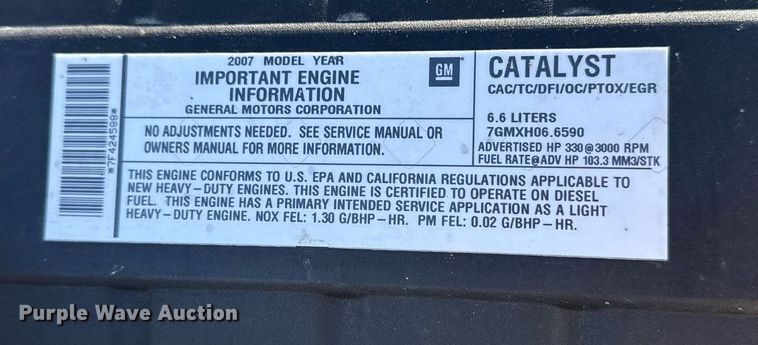 2007 MODEL YEAR
IMPORTANT ENGINE
INFORMATION
GENERAL MOTORS CORPORATION
GM
CATALYST
CAC/TC/DFI/OC/PTOX/EGR
6.6 LITERS
7GMXH06.6590
ADVERTISED HP 330@3000 RPM
FUEL RATE@ADV HP 103.3 MM3/STK
NO ADJUSTMENTS NEEDED. SEE SERVICE MANUAL OR
OWNERS MANUAL FOR MORE INFORMATION.
THIS ENGINE CONFORMS TO U.S. EPA AND CALIFORNIA REGULATIONS APPLICABLE TO
NEW HEAVY-DUTY ENGINES. THIS ENGINE IS CERTIFIED TO OPERATE ON DIESEL
FUEL. THIS ENGINE HAS A PRIMARY INTENDED SERVICE APPLICATION AS A LIGHT
HEAVY-DUTY ENGINE. NOX FEL: 1.30 G/BHP-HR. PM FEL: 0.02 G/BHP-HR.
*7F424598*
Purple Wave Auction